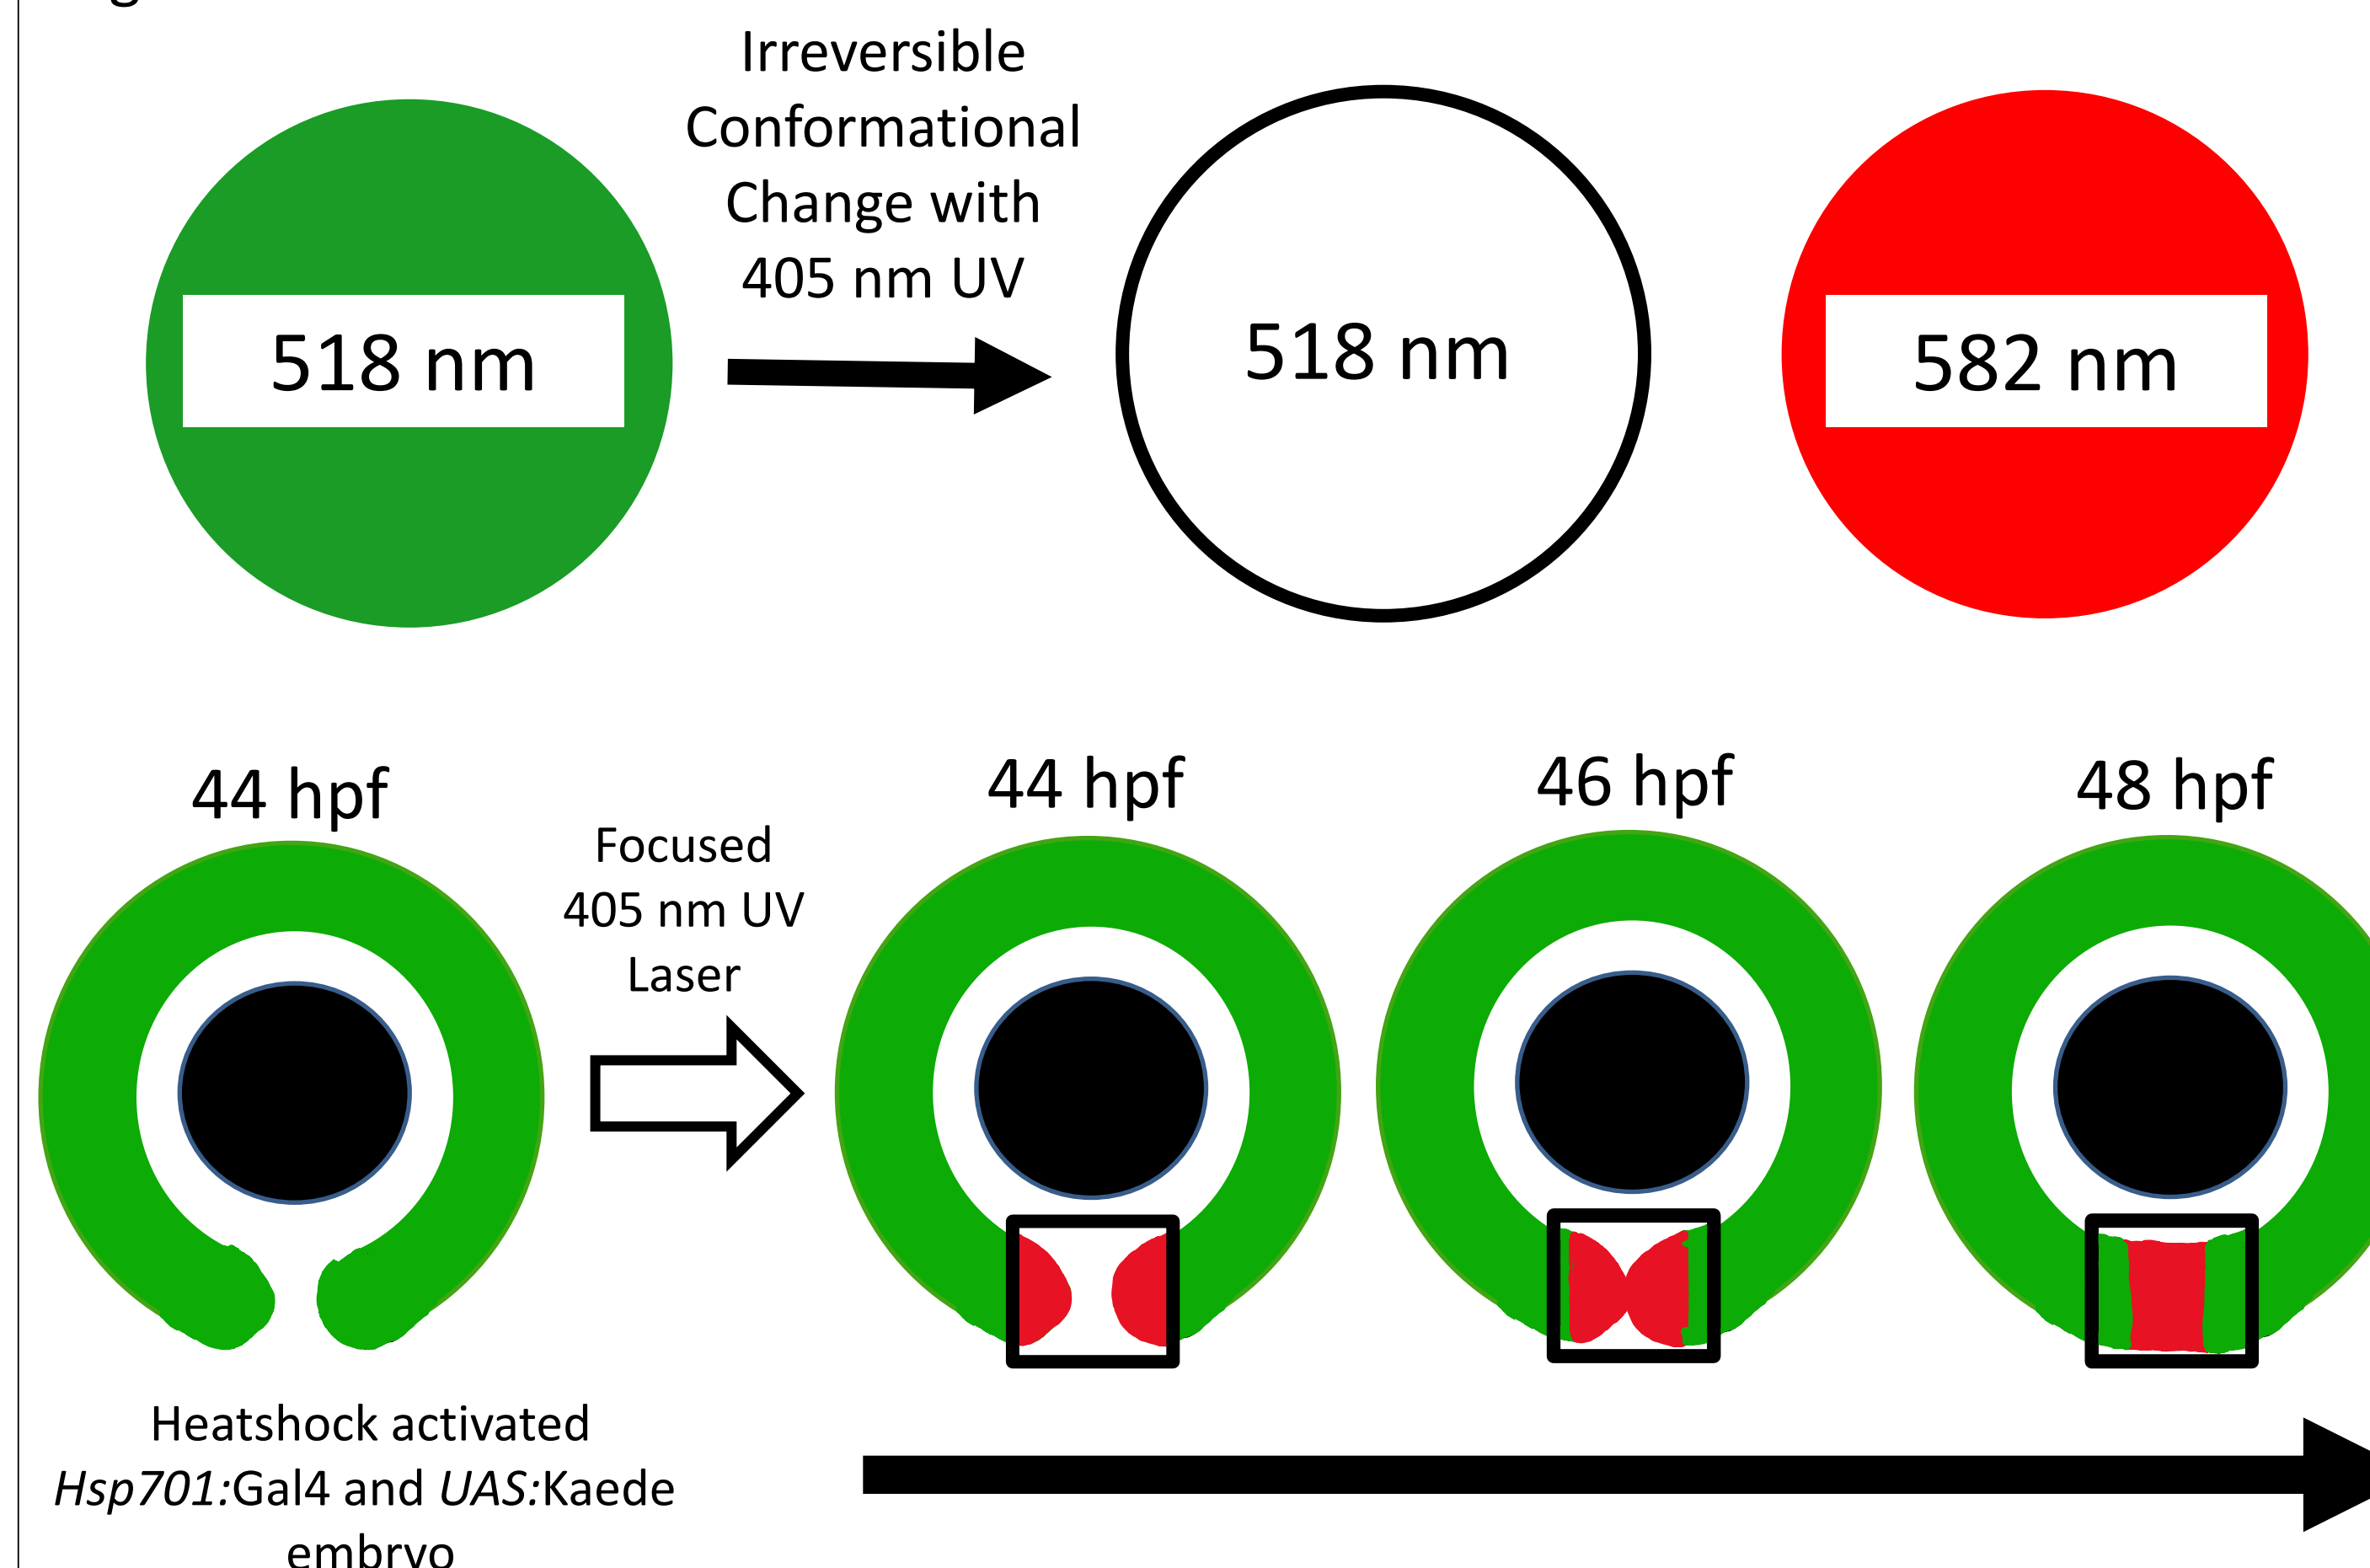 Irreversible
Conformational
Change with
405 nm UV
518 nm
518 nm
582 nm
44 hpf
44 hpf
46 hpf
48 hpf
Focused
405 nm UV
Laser
Heatshock activated
Hsp701:Gal4 and UAS:Kaede
embryo